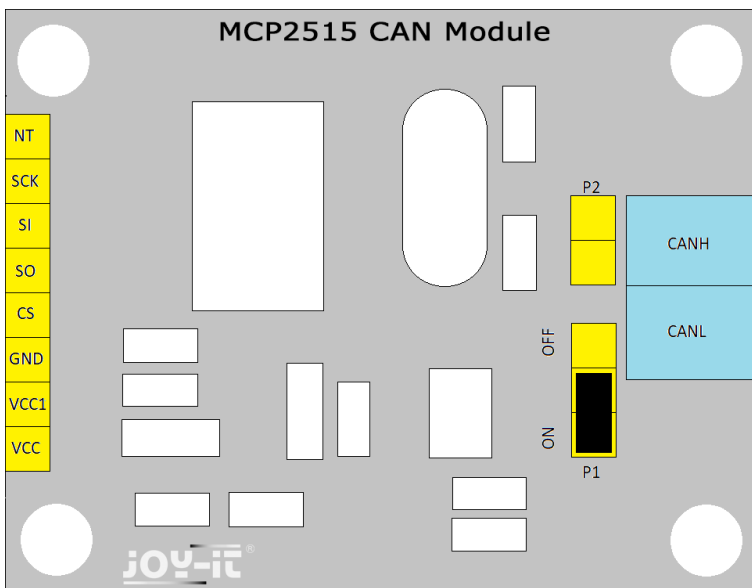 MCP2515 CAN Module
NT
SCK
SI
SO
CS
GND
VCC1
VCC
P2
CANH
CANL
OFF
ON
P1
JOY-iT®